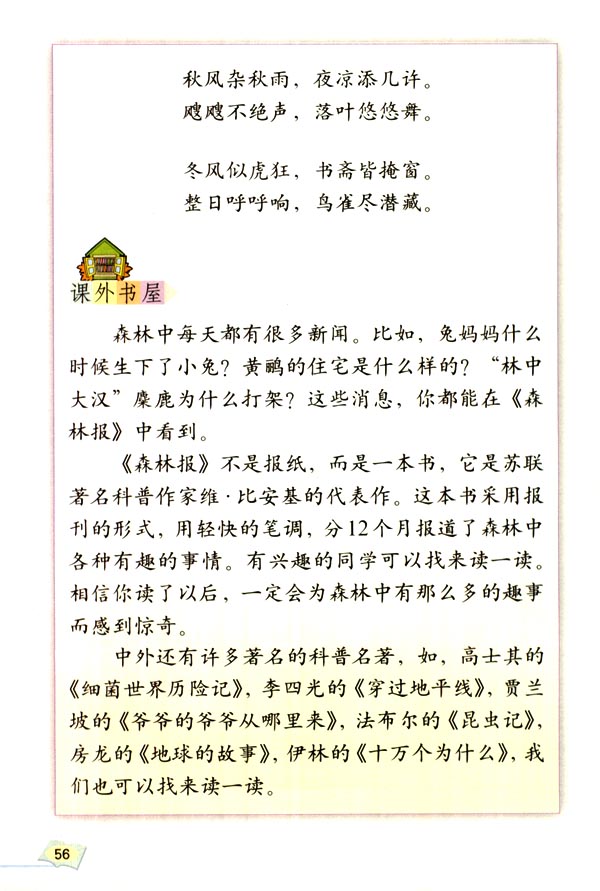 秋风杂秋雨，夜凉添几许。
飕飕不绝声，落叶悠悠舞。
冬风似虎狂，书斋皆掩窗。
整日呼呼响，鸟雀尽潜藏。
课外书屋
森林中每天都有很多新闻。比如，兔妈妈什么
时候生下了小兔？黄鹂的住宅是什么样的？“林中
大汉”麋鹿为什么打架？这些消息，你都能在《森
林报》中看到。
《森林报》不是报纸，而是一本书，它是苏联
著名科普作家维·比安基的代表作。这本书采用报
刊的形式，用轻快的笔调，分12个月报道了森林中
各种有趣的事情。有兴趣的同学可以找来读一读。
相信你读了以后，一定会为森林中有那么多的趣事
而感到惊奇。
中外还有许多著名的科普名著，如，高士其的
《细菌世界历险记》，李四光的《穿过地平线》，贾兰
坡的《爷爷的爷爷从哪里来》，法布尔的《昆虫记》，
房龙的《地球的故事》，伊林的《十万个为什么》，我
们也可以找来读一读。
56